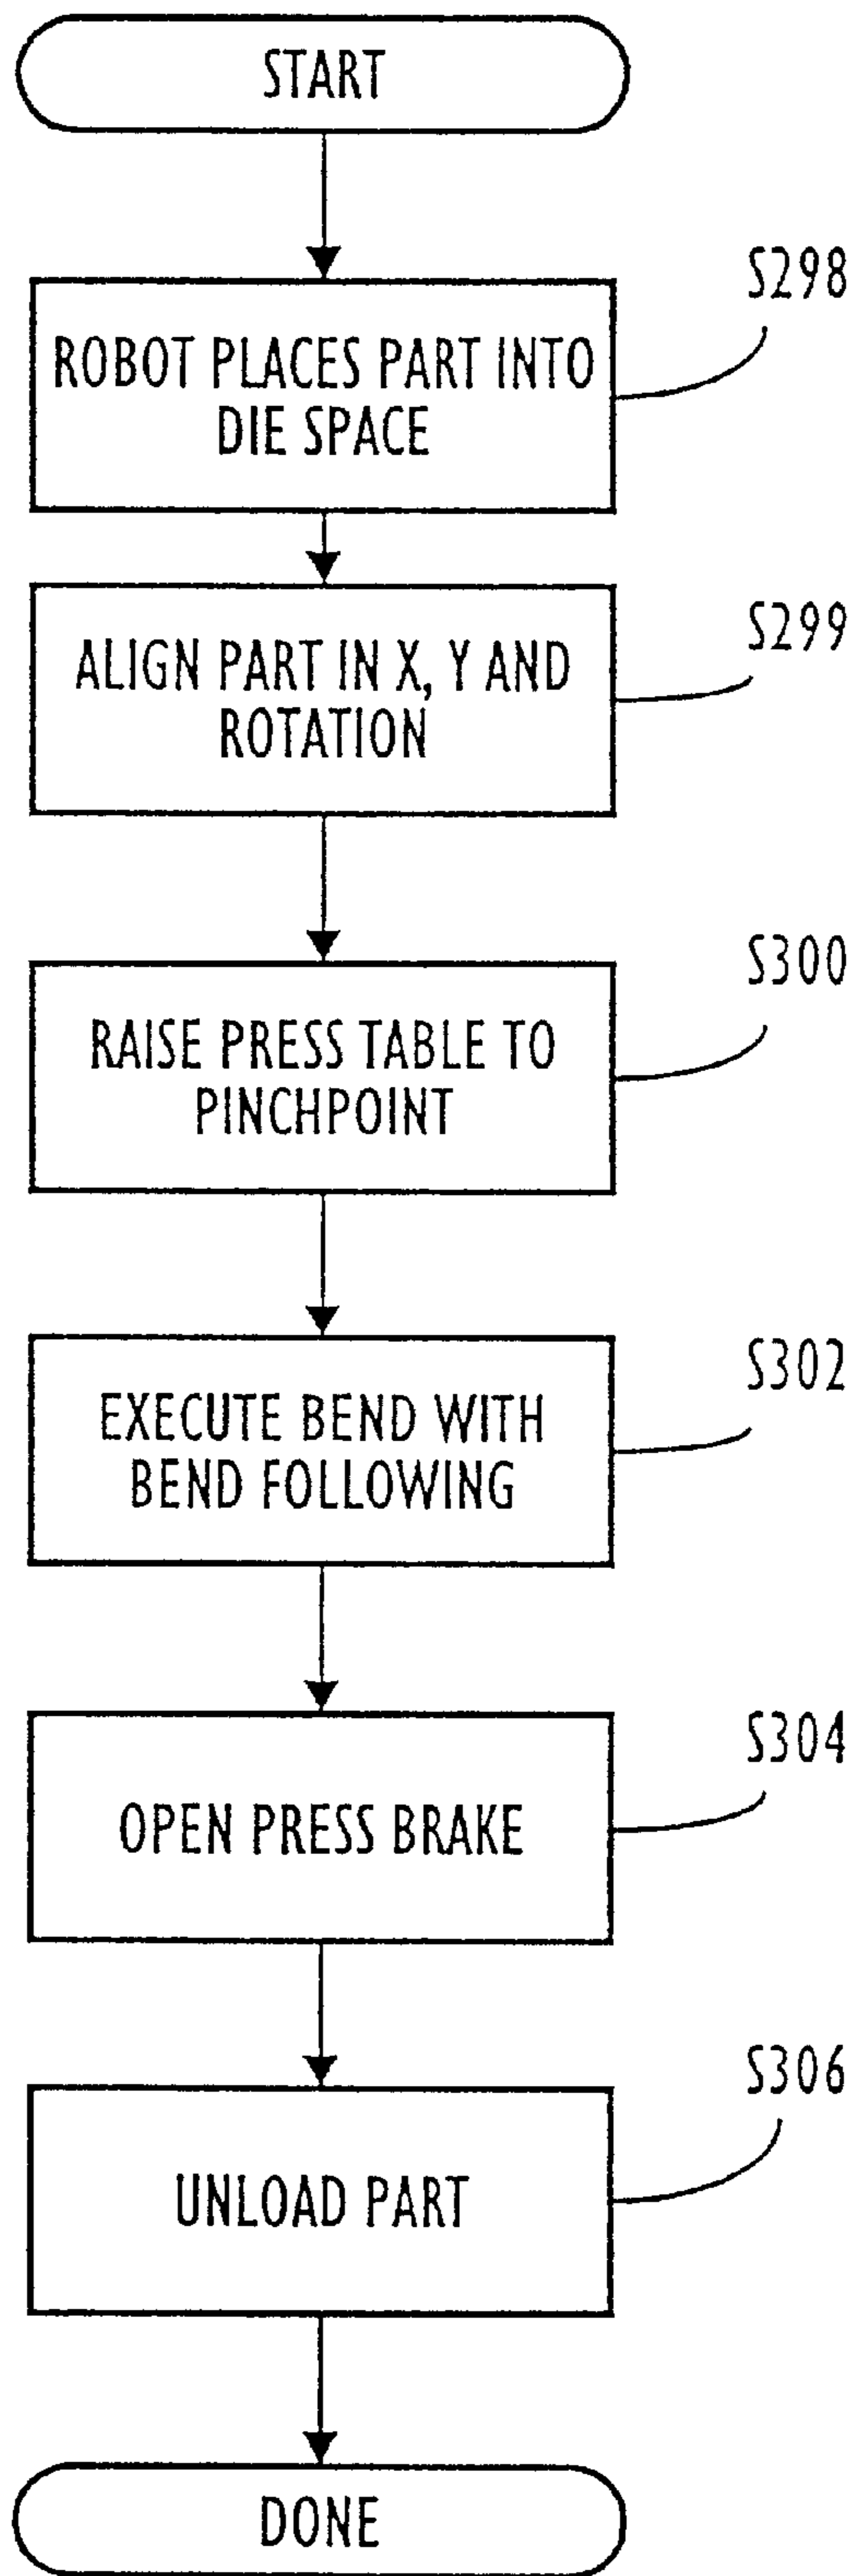 START
S298
ROBOT PLACES PART INTO
DIE SPACE
S299
ALIGN PART IN X, Y AND
ROTATION
S300
RAISE PRESS TABLE TO
PINCHPOINT
S302
EXECUTE BEND WITH
BEND FOLLOWING
S304
OPEN PRESS BRAKE
S306
UNLOAD PART
DONE